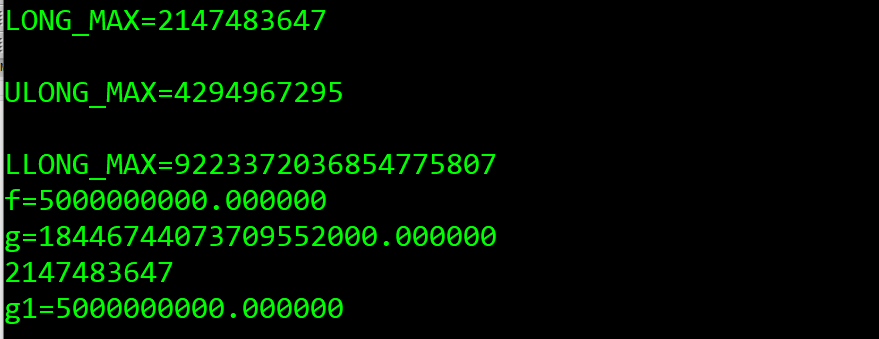 LONG_MAX=2147483647
ULONG_MAX=4294967295
LLONG_MAX=9223372036854775807
f=5000000000.000000
g=18446744073709552000.000000
2147483647
g1=5000000000.000000